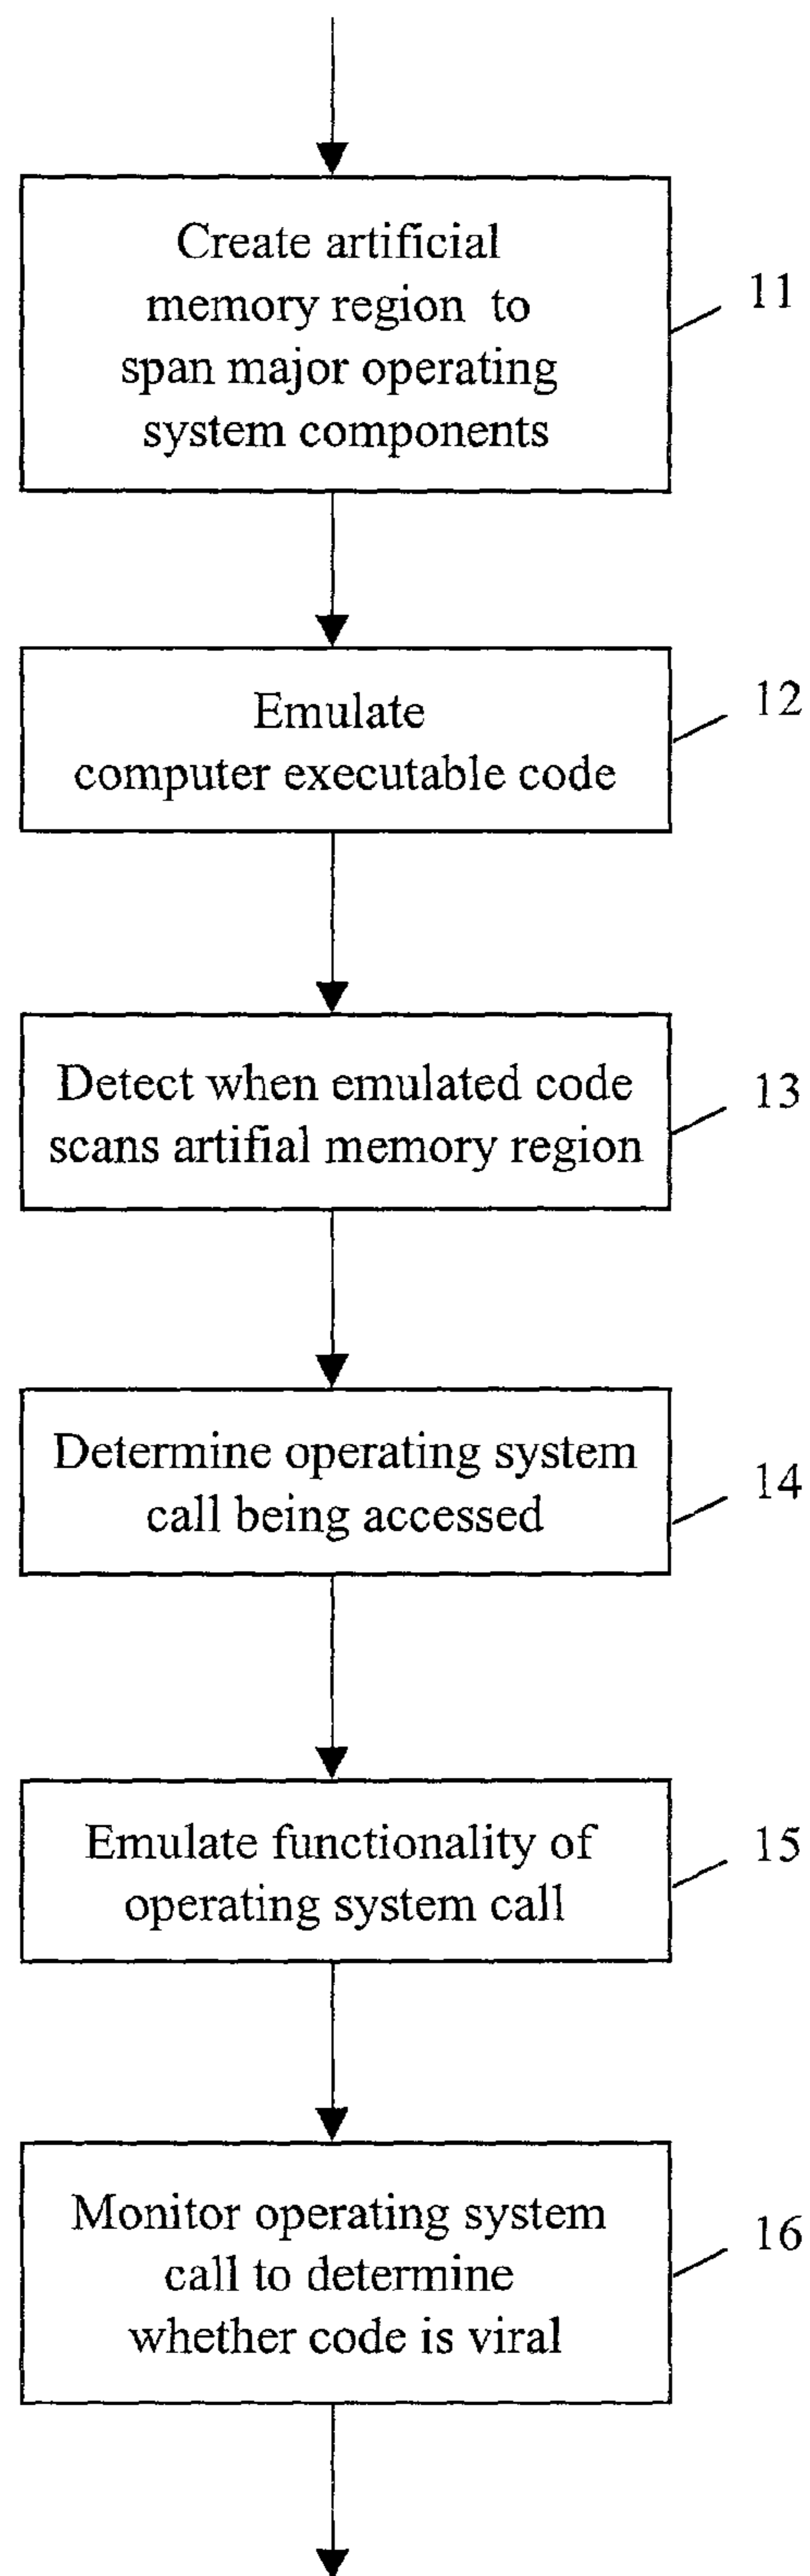 Create artificial
memory region to
span major operating
system components
11
Emulate
computer executable code
12
Detect when emulated code
scans artifial memory region
13
Determine operating system
call being accessed
14
Emulate functionality of
operating system call
15
Monitor operating system
call to determine
whether code is viral
16